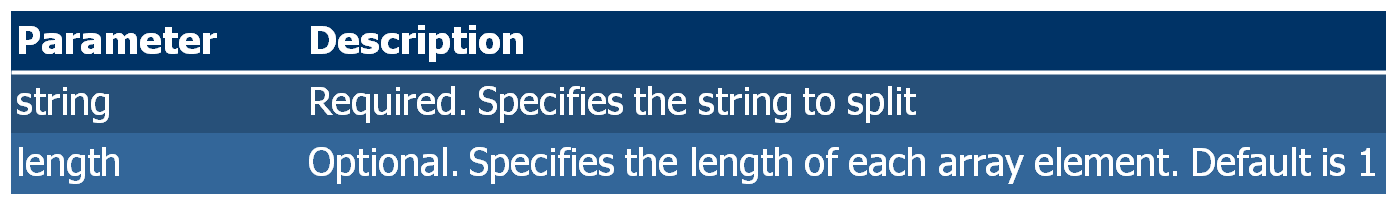 Parameter Description
string Required. Specifies the string to split
length Optional. Specifies the length of each array element. Default is 1